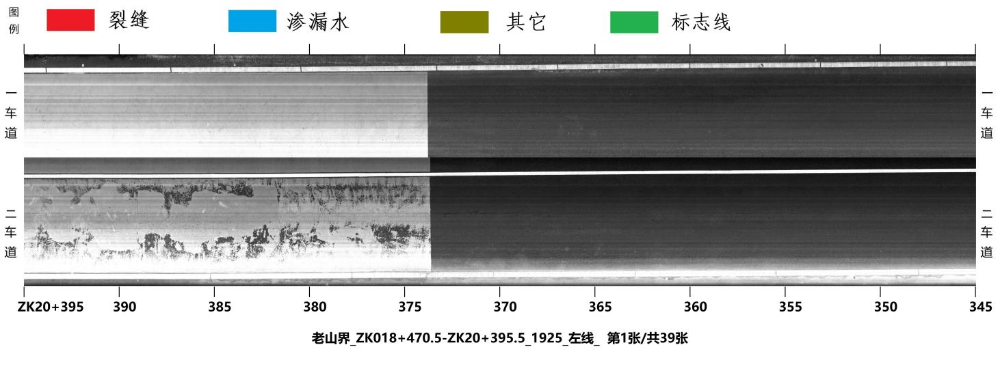 图例
裂缝 渗漏水 其它 标志线
一车道 一车道
二车道 二车道
ZK20+395 390 385 380 375 370 365 360 355 350 345
老山界_ZK018+470.5-ZK20+395.5_1925_左线_ 第1张/共39张